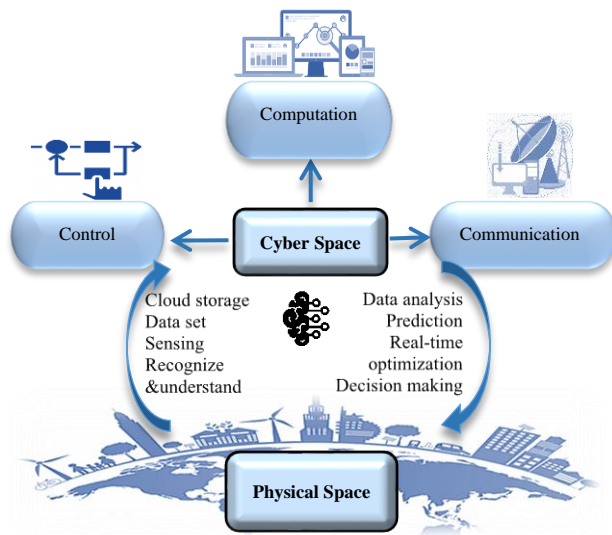 Computation
Control
Cyber Space
Communication
Cloud storage
Data set
Sensing
Recognize
&understand
Data analysis
Prediction
Real-time
optimization
Decision making
Physical Space